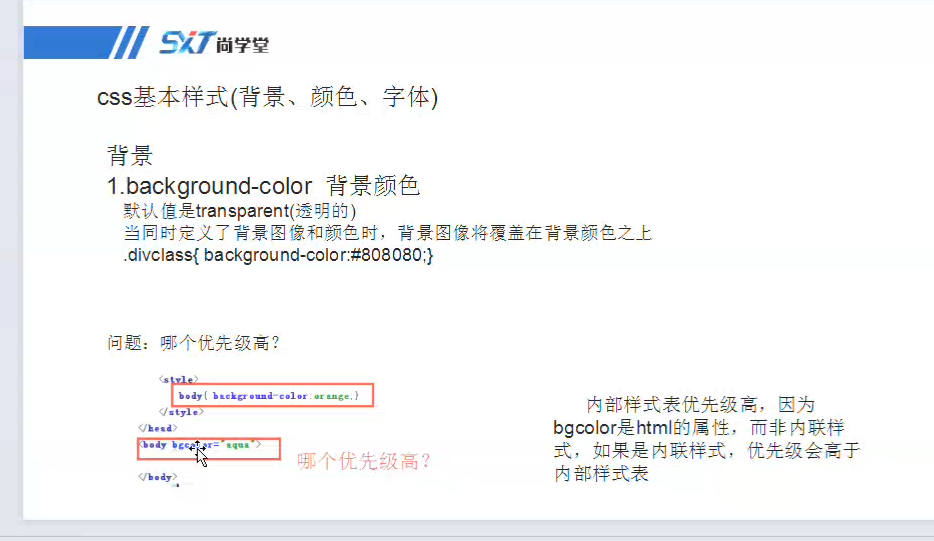 SXT尚学堂
css基本样式(背景、颜色、字体)
背景
1.background-color 背景颜色
默认值是transparent(透明的)
当同时定义了背景图像和颜色时，背景图像将覆盖在背景颜色之上
.divclass{ background-color:#808080;}
问题：哪个优先级高？
<style>
body{ background-color:orange;}
</style>
</head>
<body bgcolor="aqua">
哪个优先级高？
</body>
内部样式表优先级高，因为
bgcolor是html的属性，而非内联样
式，如果是内联样式，优先级会高于
内部样式表